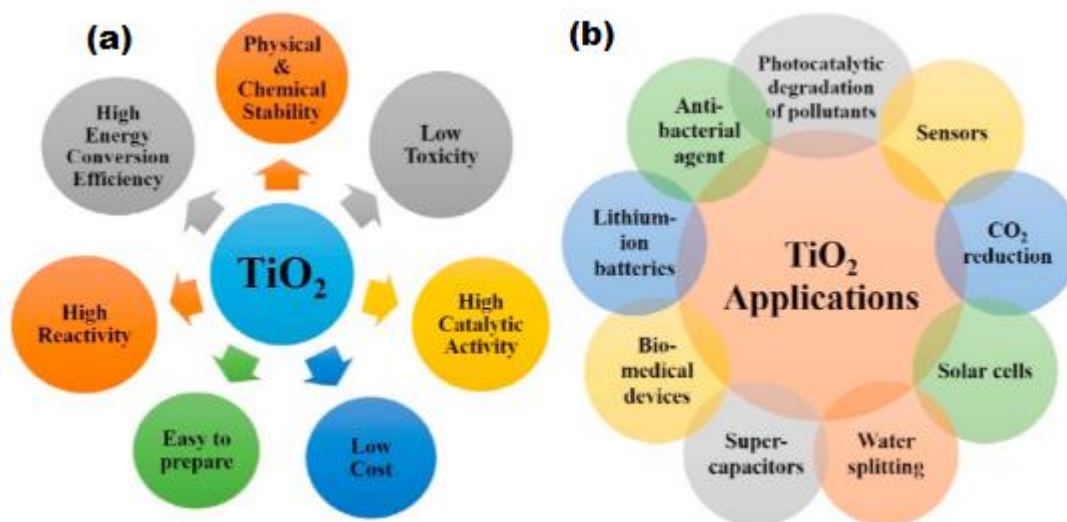 (a)
Physical
&
Chemical
Stability
Low
Toxicity
High
Catalytic
Activity
Low
Cost
Easy to
prepare
High
Reactivity
High
Energy
Conversion
Efficiency
TiO₂
(b)
Photocatalytic
degradation
of pollutants
Sensors
CO₂
reduction
Solar cells
Water
splitting
Super-
capacitors
Bio-
medical
devices
Lithium-
ion
batteries
Anti-
bacterial
agent
TiO₂
Applications